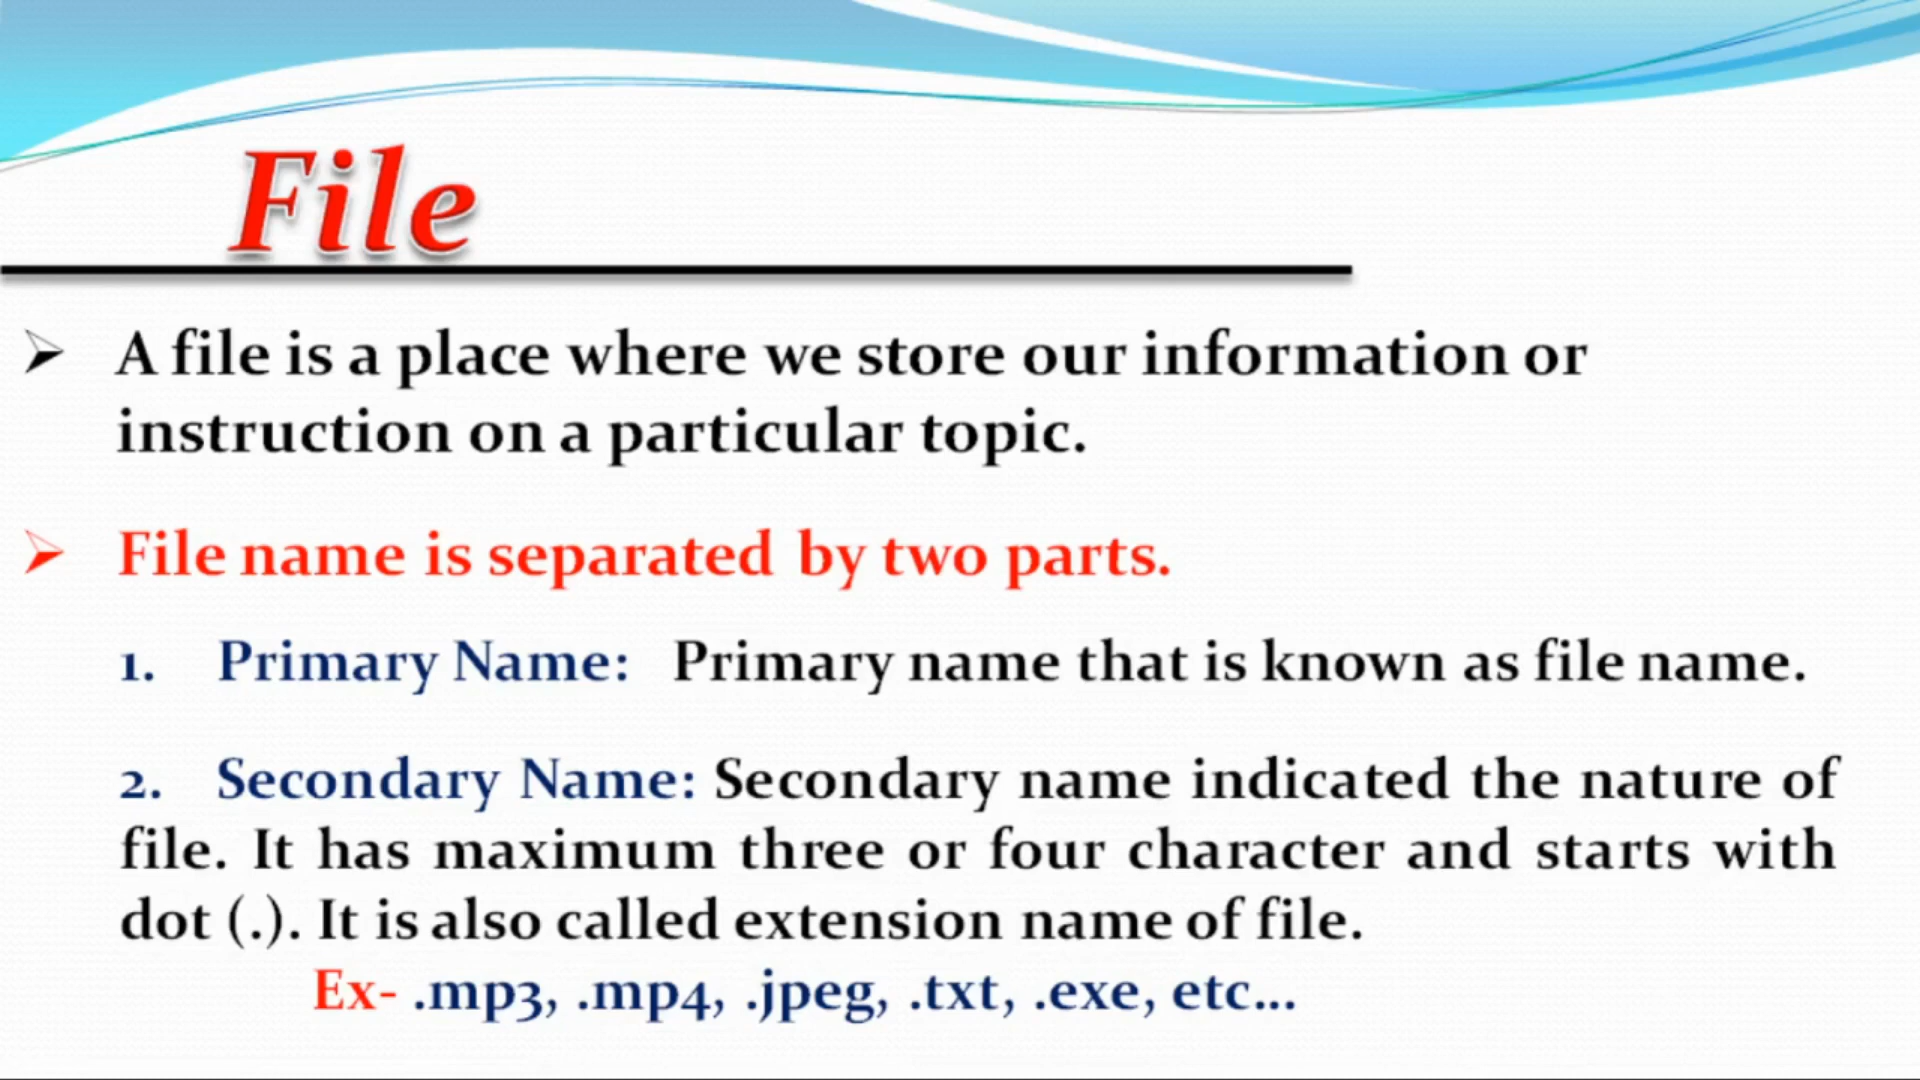 File
A file is a place where we store our information or
instruction on a particular topic.
File name is separated by two parts.
1. Primary Name: Primary name that is known as file name.
2. Secondary Name: Secondary name indicated the nature of
file. It has maximum three or four character and starts with
dot (.). It is also called extension name of file.
Ex- .mp3, .mp4, .jpeg, .txt, .exe, etc...